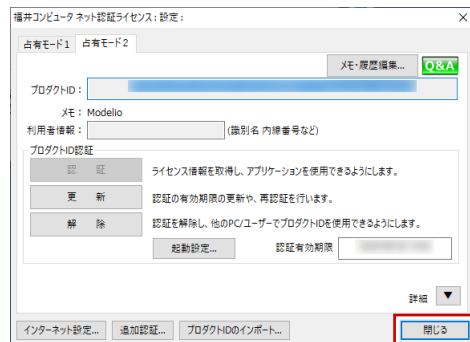 福井コンピュータ ネット認証ライセンス : 設定 :
占有モード1 占有モード2
メモ・履歴編集... Q&A
プロダクトID :
メモ : Modelio
利用者情報 : (識別名 内線番号など)
プロダクトID認証
認 証 ライセンス情報を取得し、アプリケーションを使用できるようにします。
更 新 認証の有効期限の更新や、再認証を行います。
解 除 認証を解除し、他のPC/ユーザーでプロダクトIDを使用できるようにします。
起動設定... 認証有効期限
詳細 ▼
インターネット設定... 追加認証... プロダクトIDのインポート... 閉じる